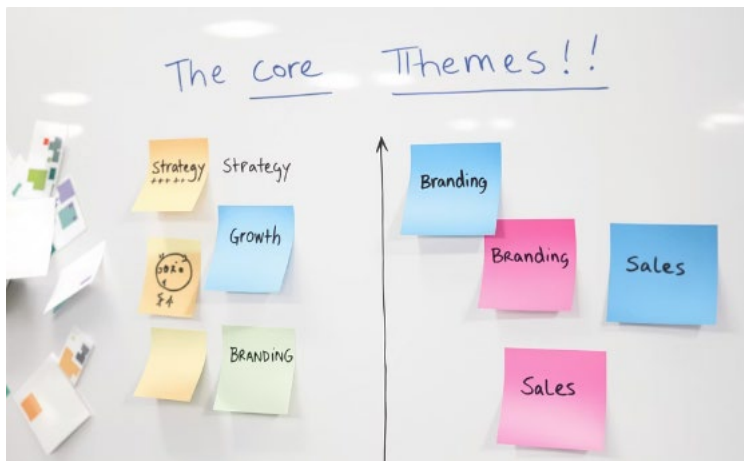 The core Themes!!
Strategy Strategy
Growth
BRANDING
Branding
Branding
Sales
Sales